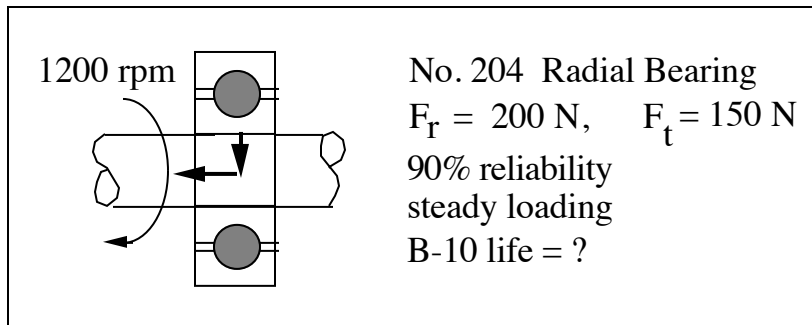 1200 rpm
No. 204 Radial Bearing
Fr = 200 N, Ft = 150 N
90% reliability
steady loading
B-10 life = ?